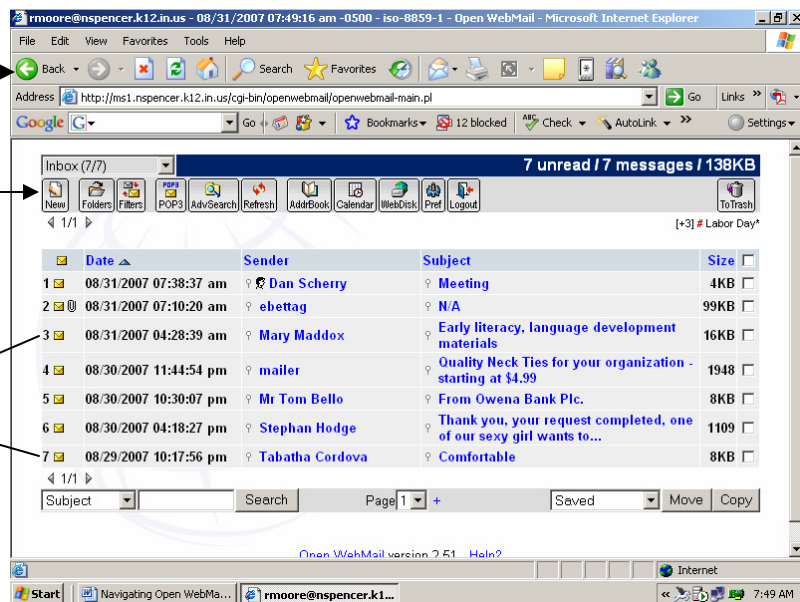 rmoore@nspencer.k12.in.us - 08/31/2007 07:49:16 am -0500 - iso-8859-1 - Open WebMail - Microsoft Internet Explorer
File Edit View Favorites Tools Help
Back Search Favorites
Address http://ms1.nspencer.k12.in.us/cgi-bin/openwebmail/openwebmail-main.pl Go Links »
Google G Go Bookmarks 12 blocked ABC Check AutoLink » Settings
Inbox (7/7) 7 unread / 7 messages / 138KB
New Folders Filters POP3 POP3 AdvSearch Refresh AddrBook Calendar WebDisk Pref Logout ToTrash
1/1 [+3] # Labor Day*
Date Sender Subject Size
1 08/31/2007 07:38:37 am Dan Scherry Meeting 4KB
2 08/31/2007 07:10:20 am ebettag N/A 99KB
3 08/31/2007 04:28:39 am Mary Maddox Early literacy, language development materials 16KB
4 08/30/2007 11:44:54 pm mailer Quality Neck Ties for your organization - starting at $4.99 1948
5 08/30/2007 10:30:07 pm Mr Tom Bello From Owena Bank Plc. 8KB
6 08/30/2007 04:18:27 pm Stephan Hodge Thank you, your request completed, one of our sexy girl wants to... 1109
7 08/29/2007 10:17:56 pm Tabatha Cordova Comfortable 8KB
1/1
Subject Search Page 1 + Saved Move Copy
Open WebMail version 2.51 Help?
Internet
Start Navigating Open WebMa... rmoore@nspencer.k1... « 7:49 AM